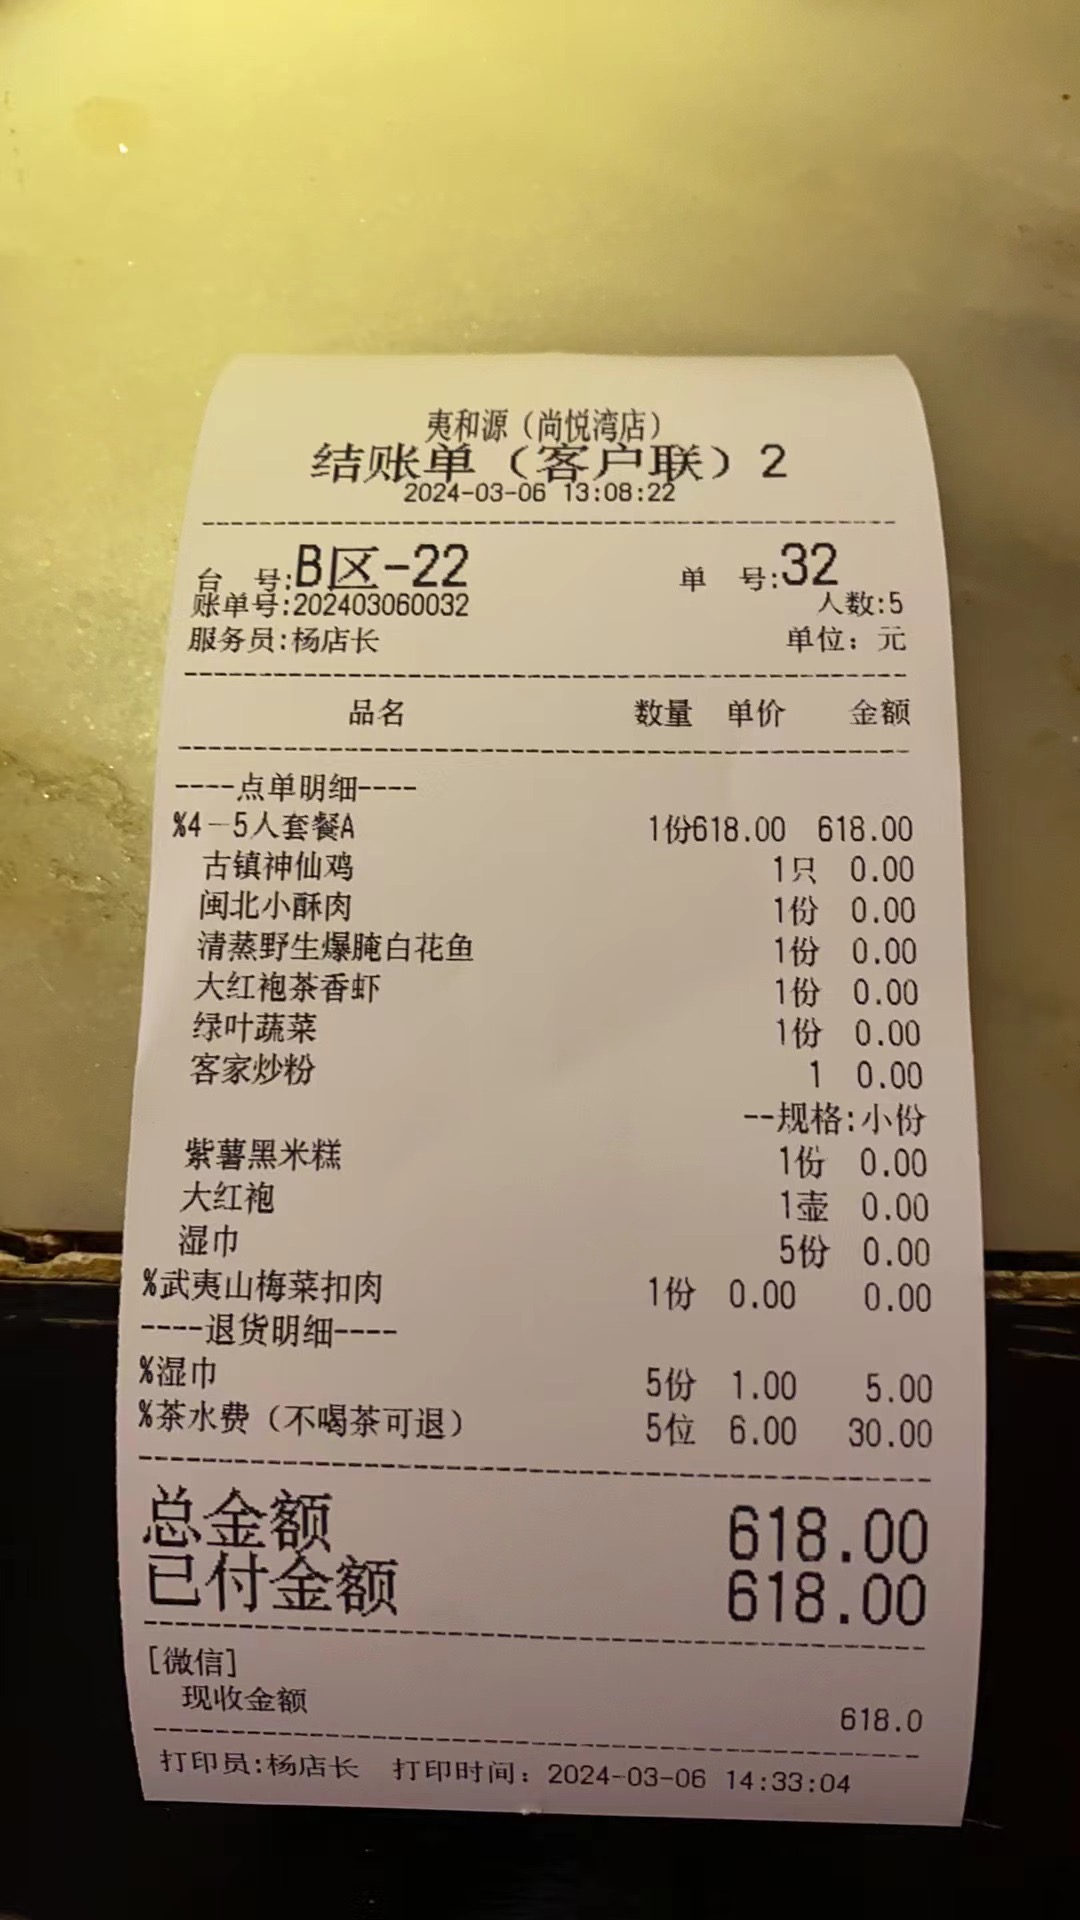 夷和源（尚悦湾店）
结账单（客户联）2
2024-03-06 13:08:22
台 号:B区-22 单 号:32
账单号:202403060032 人数:5
服务员:杨店长 单位：元
品名 数量 单价 金额
----点单明细----
%4－5人套餐A 1份618.00 618.00
古镇神仙鸡 1只 0.00
闽北小酥肉 1份 0.00
清蒸野生爆腌白花鱼 1份 0.00
大红袍茶香虾 1份 0.00
绿叶蔬菜 1份 0.00
客家炒粉 1 0.00
--规格:小份
紫薯黑米糕 1份 0.00
大红袍 1壶 0.00
湿巾 5份 0.00
%武夷山梅菜扣肉 1份 0.00 0.00
----退货明细----
%湿巾 5份 1.00 5.00
%茶水费（不喝茶可退） 5位 6.00 30.00
总金额 618.00
已付金额 618.00
[微信]
现收金额 618.0
打印员:杨店长 打印时间：2024-03-06 14:33:04